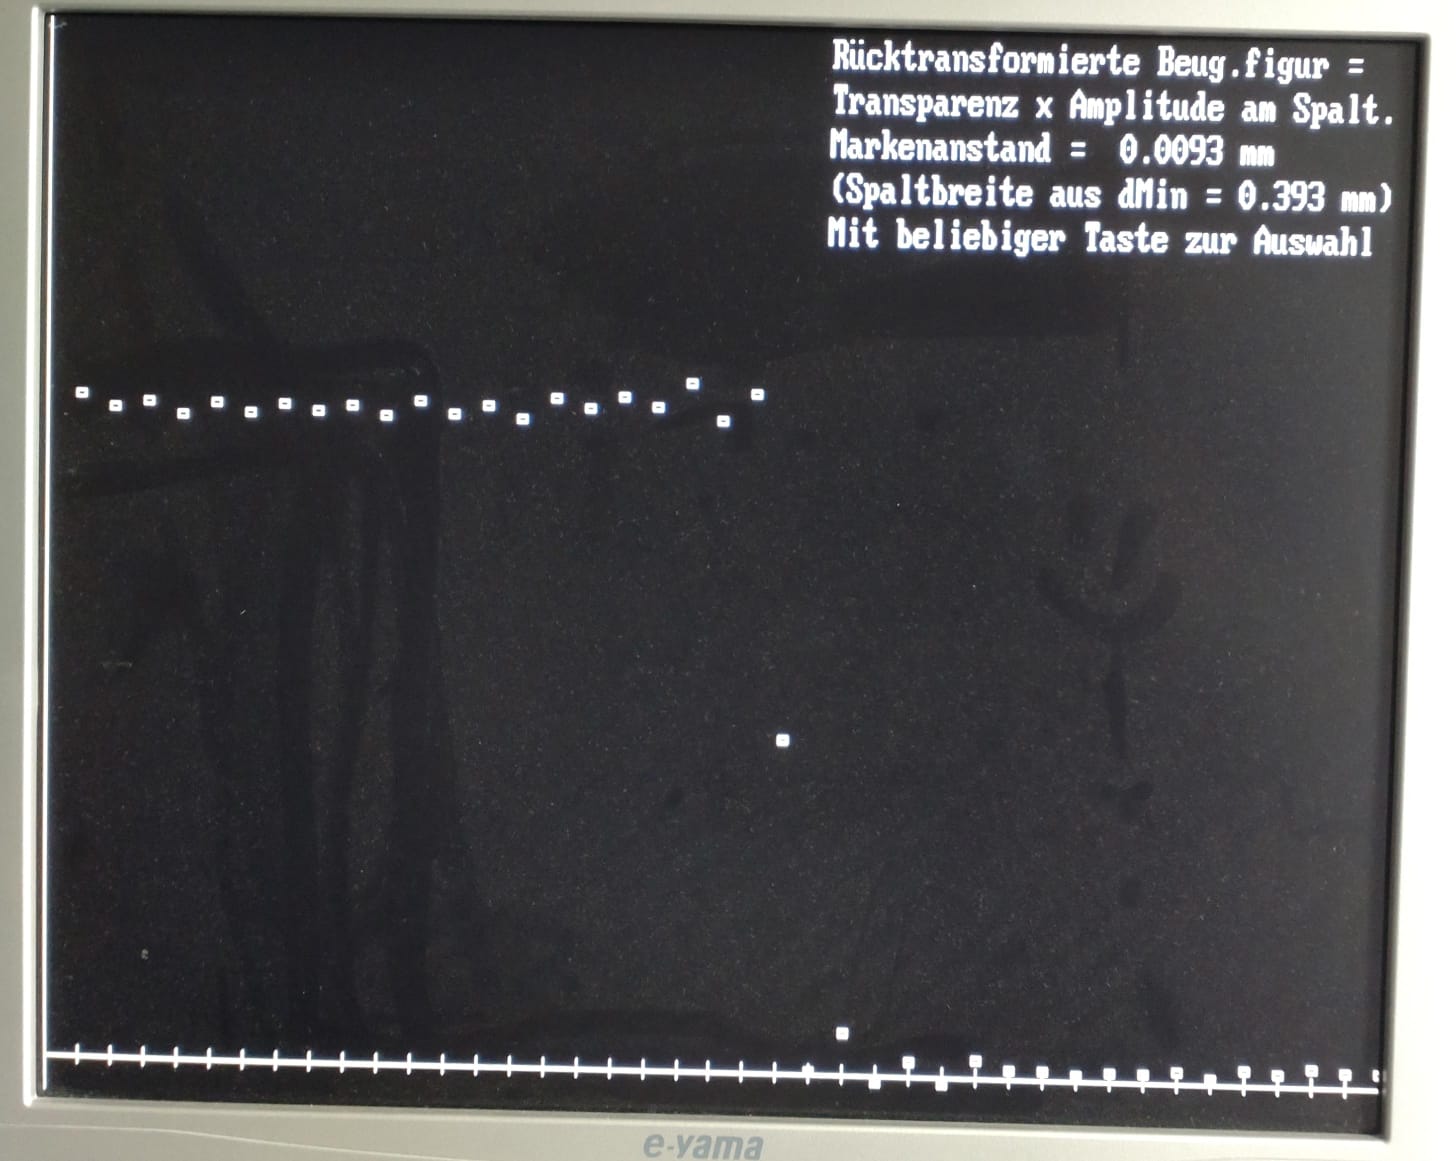 Rücktransformierte Beug.figur =
Transparenz x Amplitude am Spalt.
Markenanstand = 0.0093 mm
(Spaltbreite aus dMin = 0.393 mm)
Mit beliebiger Taste zur Auswahl
e-yama